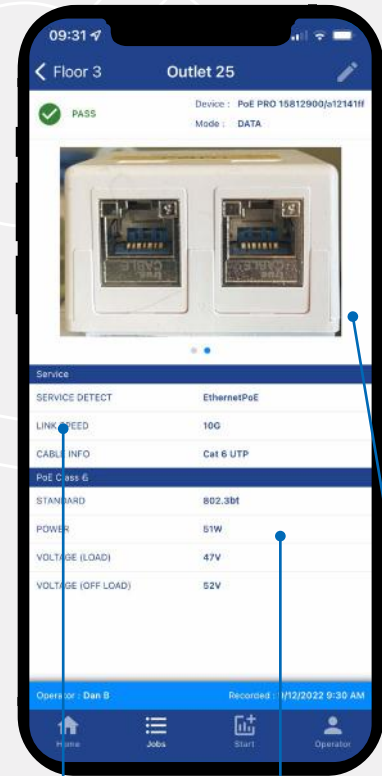 09:31
Floor 3 Outlet 25
PASS
Device : PoE PRO 15812900/a12141ff
Mode : DATA
Service
SERVICE DETECT EthernetPoE
LINK SPEED 10G
CABLE INFO Cat 6 UTP
PoE Class 6
STANDARD 802.3bt
POWER 51W
VOLTAGE (LOAD) 47V
VOLTAGE (OFF LOAD) 52V
Operator : Dan B Recorded : 9/12/2022 9:30 AM
Home Jobs Start Operator